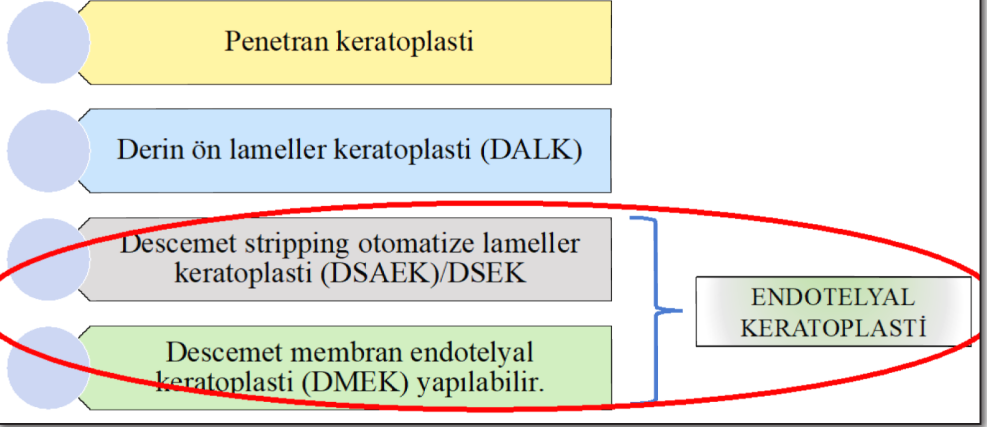 Penetran keratoplasti
Derin ön lameller keratoplasti (DALK)
Descemet stripping otomatize lameller
keratoplasti (DSAEK)/DSEK
Descemet membran endotelyal
keratoplasti (DMEK) yapılabilir.
ENDOTELYAL
KERATOPLASTİ